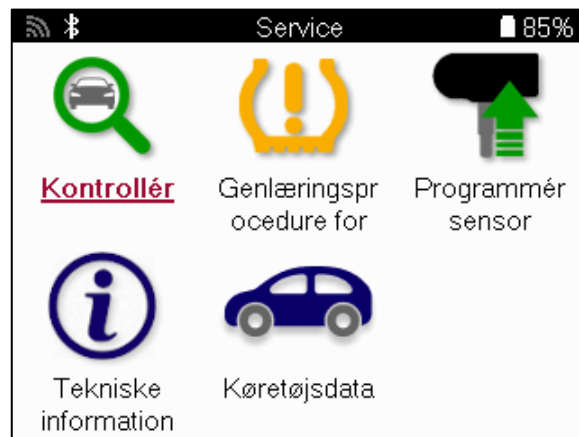 Service 85%
Kontrollér
Genlæringspr
ocedure for
Programmér
sensor
Tekniske
information
Køretøjsdata